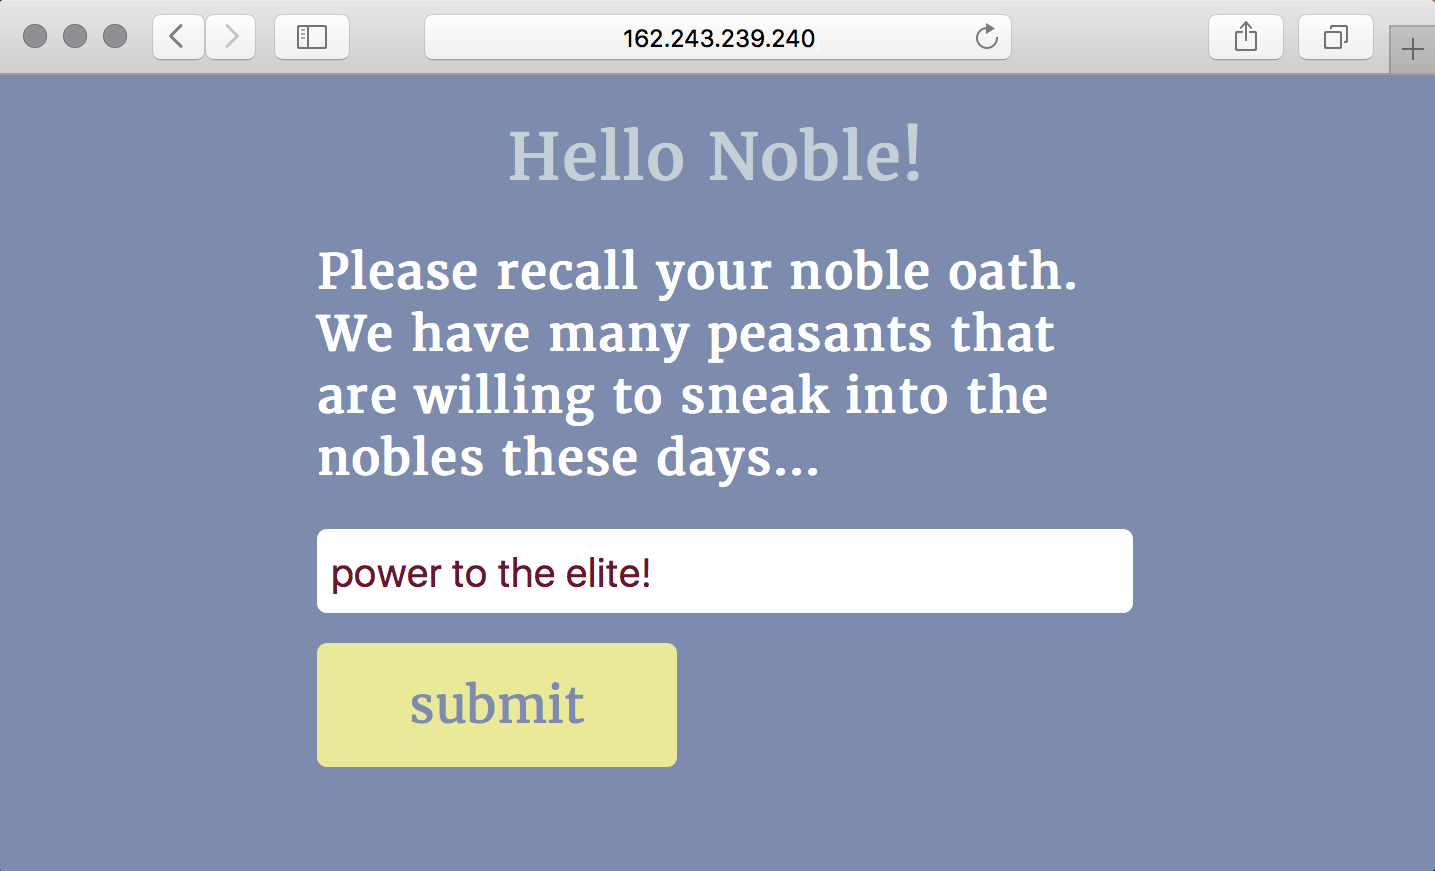 162.243.239.240
Hello Noble!
Please recall your noble oath.
We have many peasants that
are willing to sneak into the
nobles these days...
power to the elite!
submit